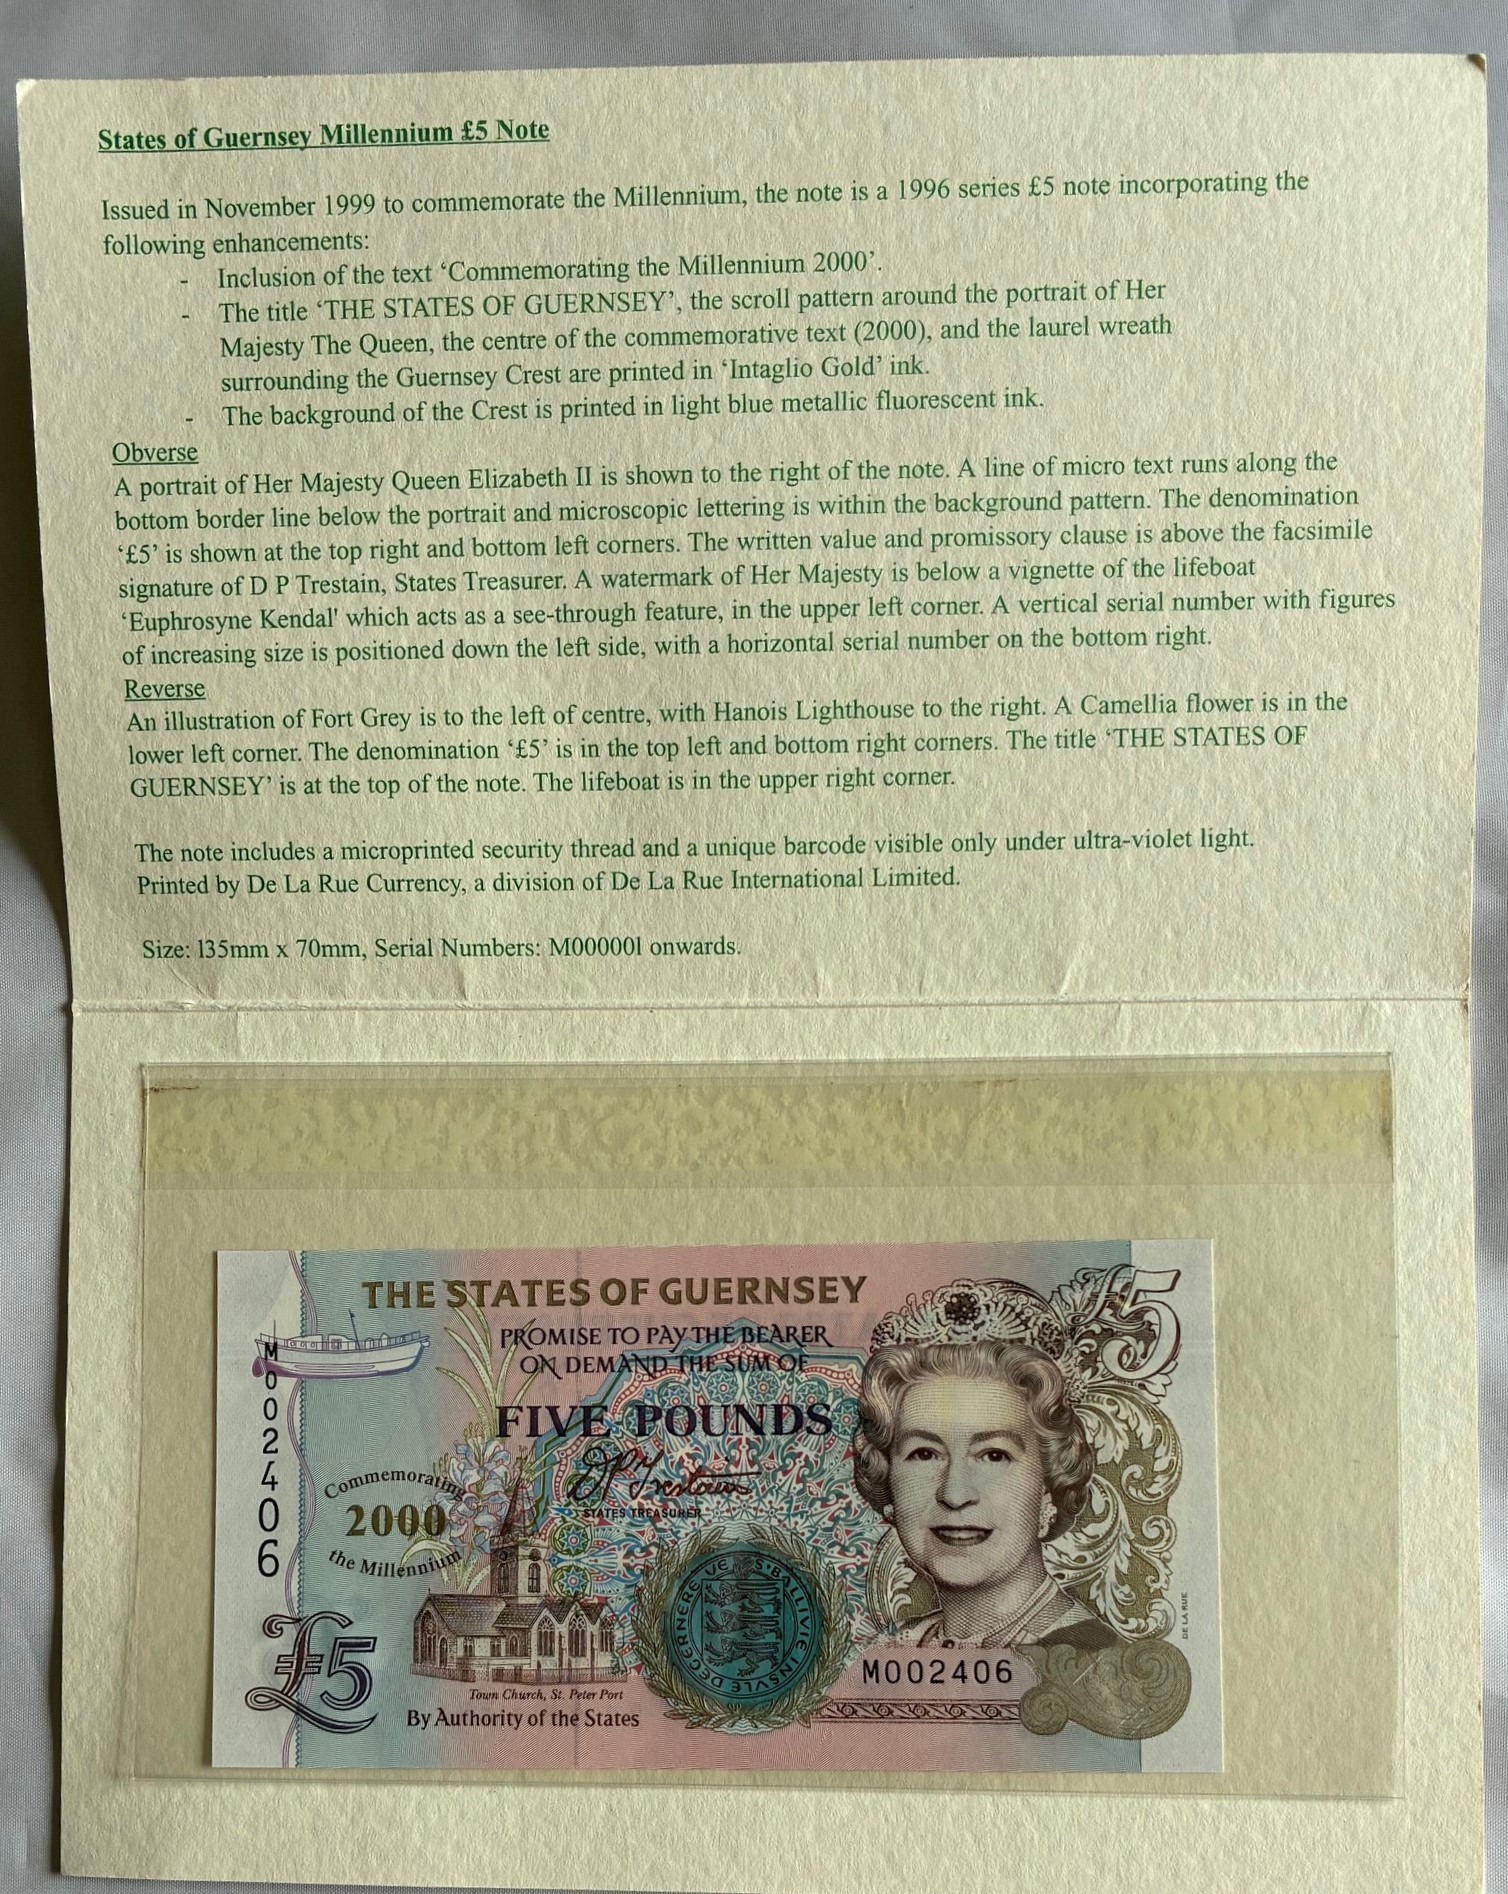 States of Guernsey Millennium £5 Note
Issued in November 1999 to commemorate the Millennium, the note is a 1996 series £5 note incorporating the
following enhancements:
- Inclusion of the text ‘Commemorating the Millennium 2000’.
- The title ‘THE STATES OF GUERNSEY’, the scroll pattern around the portrait of Her
Majesty The Queen, the centre of the commemorative text (2000), and the laurel wreath
surrounding the Guernsey Crest are printed in ‘Intaglio Gold’ ink.
- The background of the Crest is printed in light blue metallic fluorescent ink.
Obverse
A portrait of Her Majesty Queen Elizabeth II is shown to the right of the note. A line of micro text runs along the
bottom border line below the portrait and microscopic lettering is within the background pattern. The denomination
‘£5’ is shown at the top right and bottom left corners. The written value and promissory clause is above the facsimile
signature of D P Trestain, States Treasurer. A watermark of Her Majesty is below a vignette of the lifeboat
‘Euphrosyne Kendal' which acts as a see-through feature, in the upper left corner. A vertical serial number with figures
of increasing size is positioned down the left side, with a horizontal serial number on the bottom right.
Reverse
An illustration of Fort Grey is to the left of centre, with Hanois Lighthouse to the right. A Camellia flower is in the
lower left corner. The denomination ‘£5’ is in the top left and bottom right corners. The title ‘THE STATES OF
GUERNSEY’ is at the top of the note. The lifeboat is in the upper right corner.
The note includes a microprinted security thread and a unique barcode visible only under ultra-violet light.
Printed by De La Rue Currency, a division of De La Rue International Limited.
Size: 135mm x 70mm, Serial Numbers: M000001 onwards.
THE STATES OF GUERNSEY
£5
PROMISE TO PAY THE BEARER
ON DEMAND THE SUM OF
FIVE POUNDS
M002406
DPTrestain
STATES TREASURER
Commemorating
2000
the Millennium
S·BALLIVIE INSVLE DEGERNEREVE
DE LA RUE
M002406
£5
Town Church, St. Peter Port
By Authority of the States